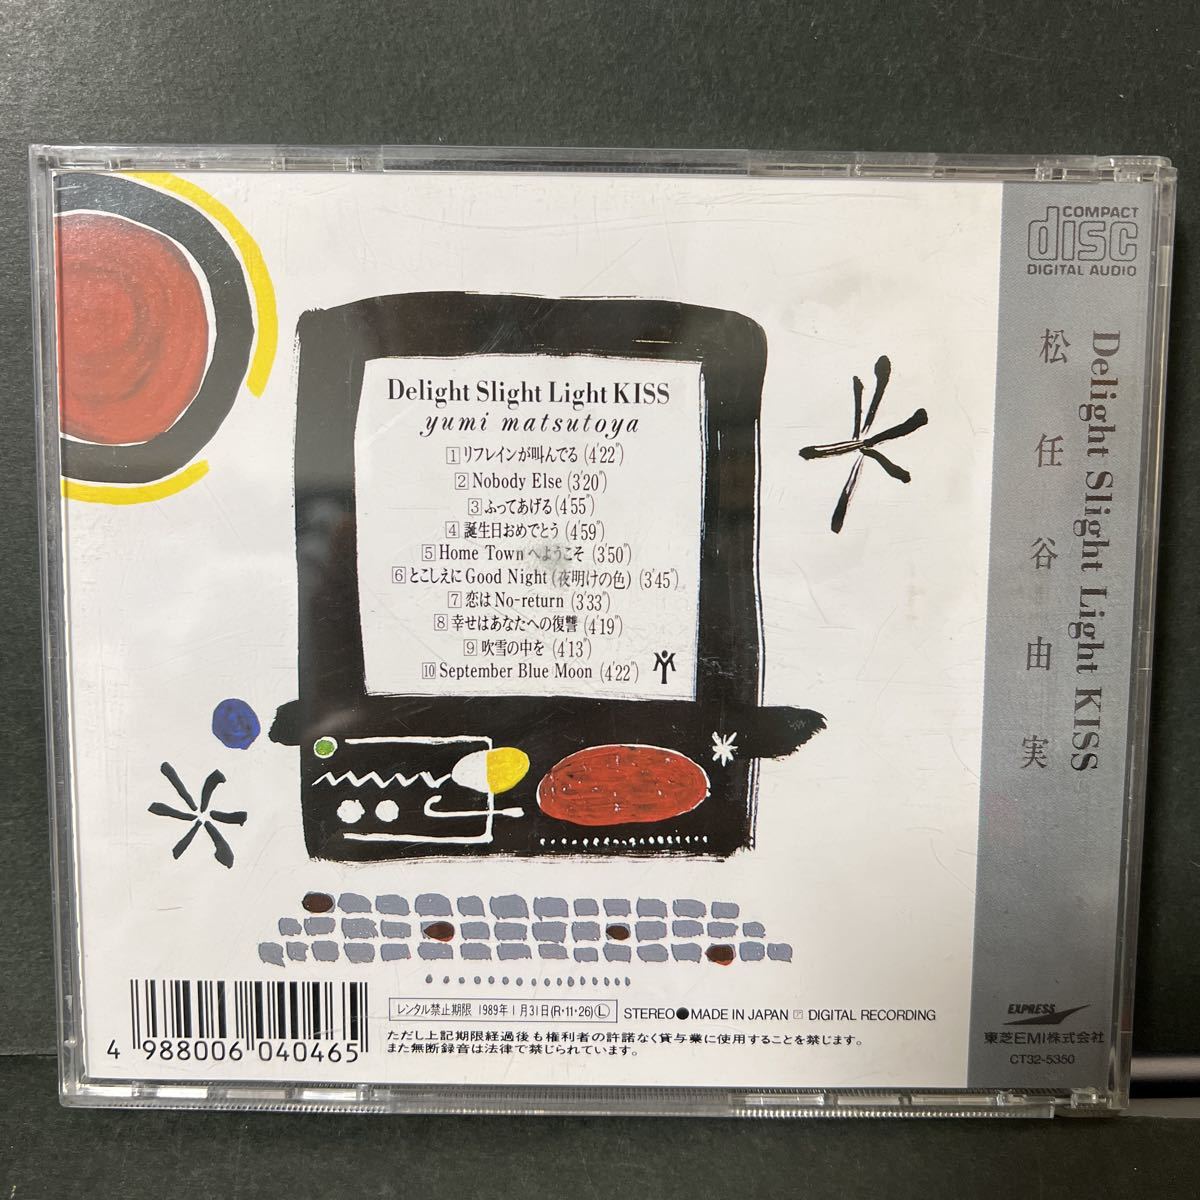 Delight Slight Light KISS
yumi matsutoya
1 リフレインが叫んでる (4'22")
2 Nobody Else (3'20")
3 ふってあげる (4'55")
4 誕生日おめでとう (4'59")
5 Home Town へようこそ (3'50")
6 とこしえに Good Night (夜明けの色) (3'45")
7 恋は No-return (3'33")
8 幸せはあなたへの復讐 (4'19")
9 吹雪の中を (4'13")
10 September Blue Moon (4'22")
COMPACT
disc
DIGITAL AUDIO
Delight Slight Light KISS
松任谷由実
4 988006 040465
レンタル禁止期限 1989年1月31日(R・11・26)Ⓛ
STEREO●MADE IN JAPAN Ⓟ DIGITAL RECORDING
ただし上記期限経過後も権利者の許諾なく貸与業に使用することを禁じます。
また無断録音は法律で禁じられています。
EXPRESS
東芝EMI株式会社
CT32-5350